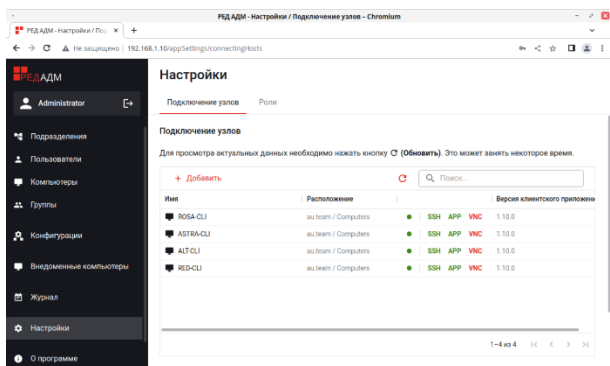 РЕД АДМ - Настройки / Подключение узлов – Chromium
РЕД АДМ - Настройки / Под
Не защищено 192.168.1.10/appSettings/connectingHosts
РЕД АДМ
Administrator
Подразделения
Пользователи
Компьютеры
Группы
Конфигурации
Внедоменные компьютеры
Журнал
Настройки
О программе
Настройки
Подключение узлов Роли
Подключение узлов
Для просмотра актуальных данных необходимо нажать кнопку (Обновить). Это может занять некоторое время.
+ Добавить Поиск...
Имя Расположение Версия клиентского приложени
ROSA-CLI au.team / Computers SSH APP VNC 1.10.0
ASTRA-CLI au.team / Computers SSH APP VNC 1.10.0
ALT-CLI au.team / Computers SSH APP VNC 1.10.0
RED-CLI au.team / Computers SSH APP VNC 1.10.0
1–4 из 4